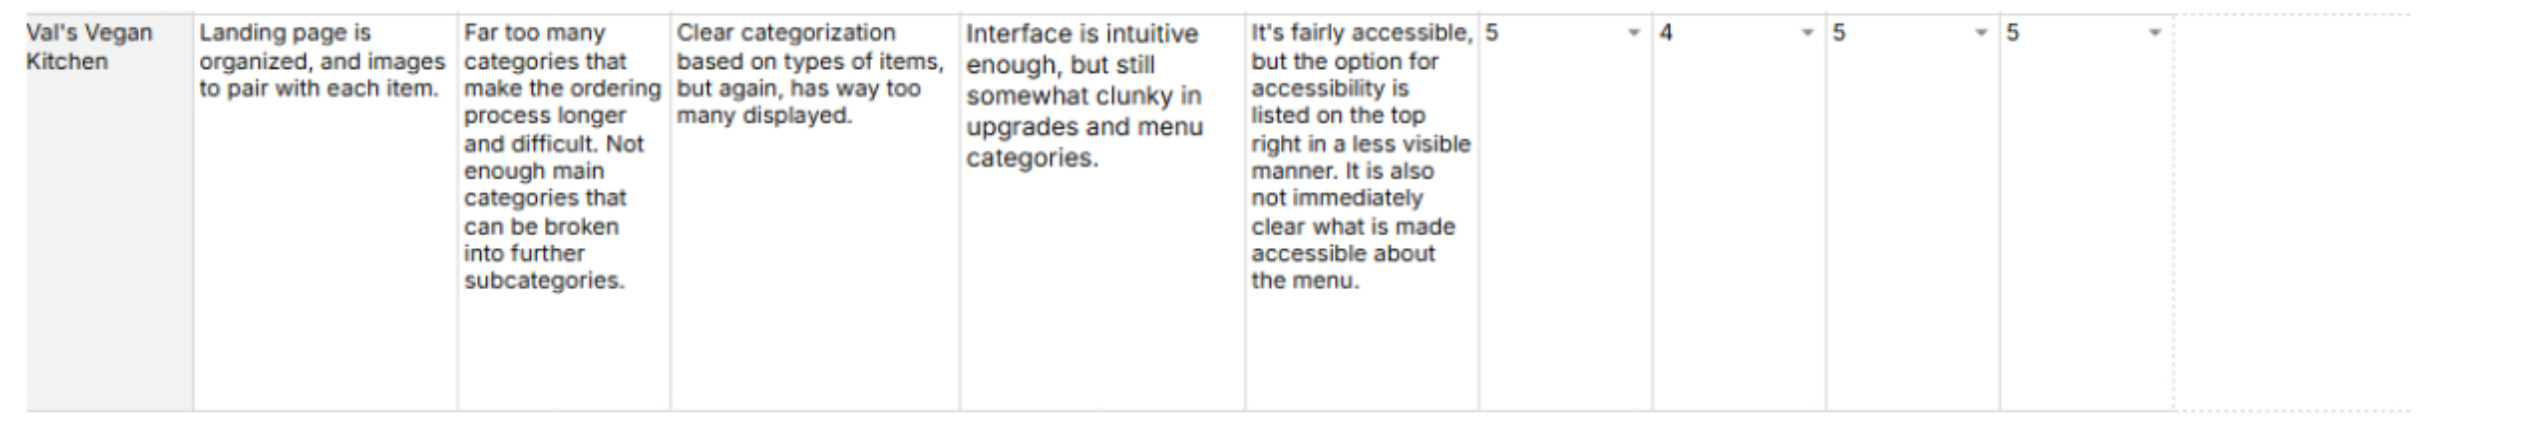 Val's Vegan
Kitchen
Landing page is
organized, and images
to pair with each item.
Far too many
categories that
make the ordering
process longer
and difficult. Not
enough main
categories that
can be broken
into further
subcategories.
Clear categorization
based on types of items,
but again, has way too
many displayed.
Interface is intuitive
enough, but still
somewhat clunky in
upgrades and menu
categories.
It's fairly accessible,
but the option for
accessibility is
listed on the top
right in a less visible
manner. It is also
not immediately
clear what is made
accessible about
the menu.
5
4
5
5